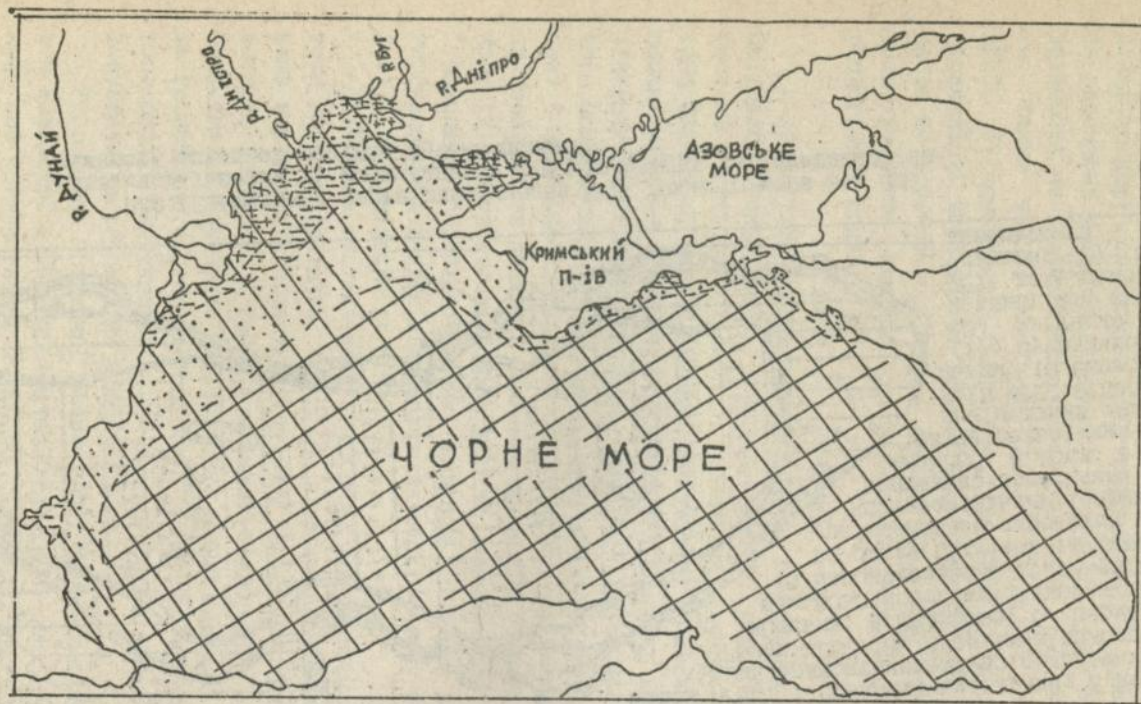 Р. ДУНАЙ
Р. ДНІСТРО
Р. БУГ
Р. ДНІПРО
АЗОВСЬКЕ
МОРЕ
Кримський
п-ів
ЧОРНЕ МОРЕ